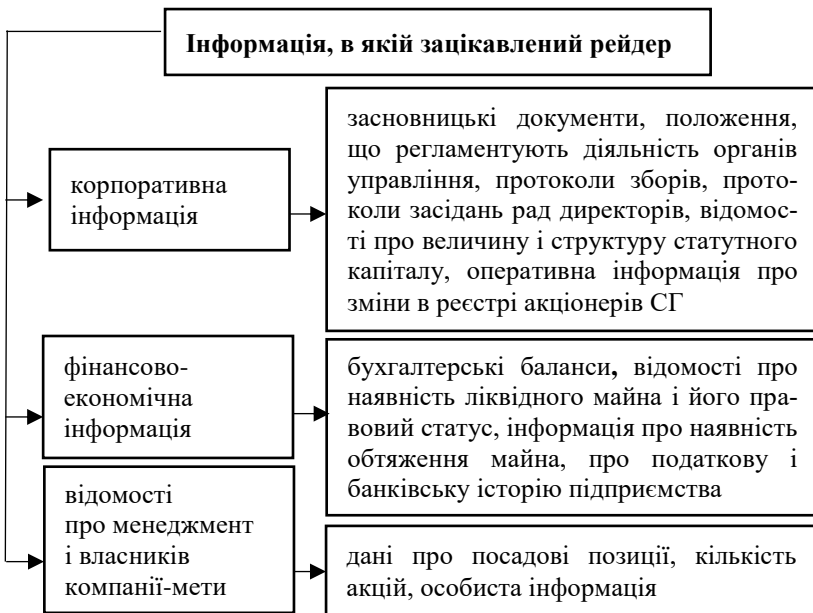 Інформація, в якій зацікавлений рейдер
корпоративна
інформація
засновницькі документи, положення,
що регламентують діяльність органів
управління, протоколи зборів, прото-
коли засідань рад директорів, відомос-
ті про величину і структуру статутного
капіталу, оперативна інформація про
зміни в реєстрі акціонерів СГ
фінансово-
економічна
інформація
бухгалтерські баланси, відомості про
наявність ліквідного майна і його пра-
вовий статус, інформація про наявність
обтяження майна, про податкову і
банківську історію підприємства
відомості
про менеджмент
і власників
компанії-мети
дані про посадові позиції, кількість
акцій, особиста інформація